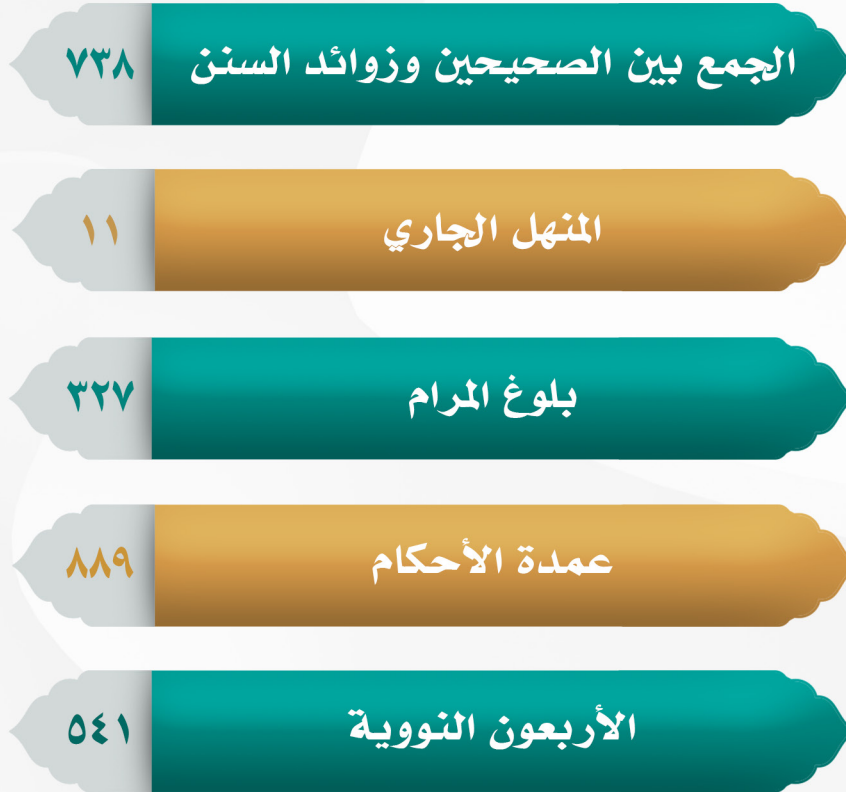 الجمع بين الصحيحين وزوائد السنن ٧٣٨
المنهل الجاري ١١
بلوغ المرام ٣٢٧
عمدة الأحكام ٨٨٩
الأربعون النووية ٥٤١